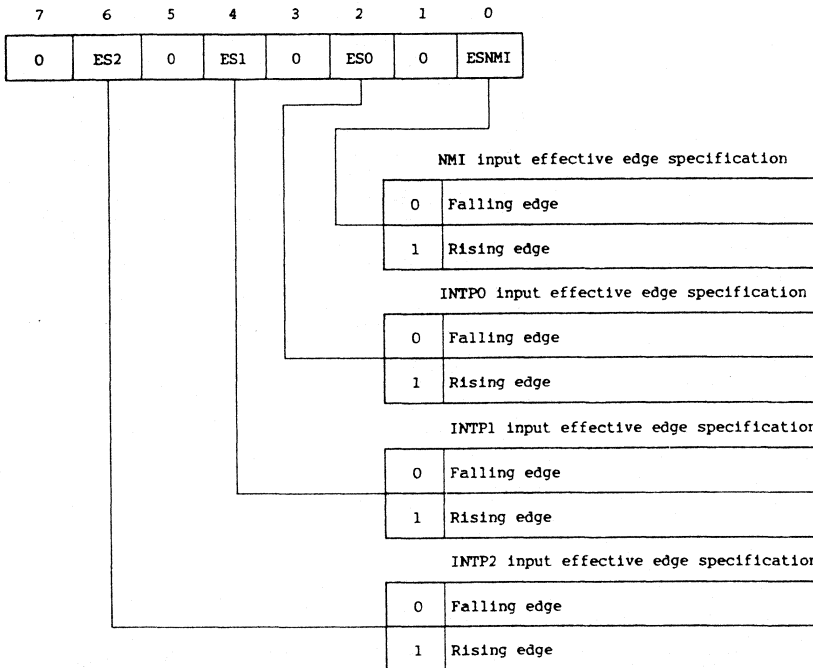 7 6 5 4 3 2 1 0
0 ES2 0 ES1 0 ES0 0 ESNMI
NMI input effective edge specification
0 Falling edge
1 Rising edge
INTP0 input effective edge specification
0 Falling edge
1 Rising edge
INTP1 input effective edge specification
0 Falling edge
1 Rising edge
INTP2 input effective edge specification
0 Falling edge
1 Rising edge